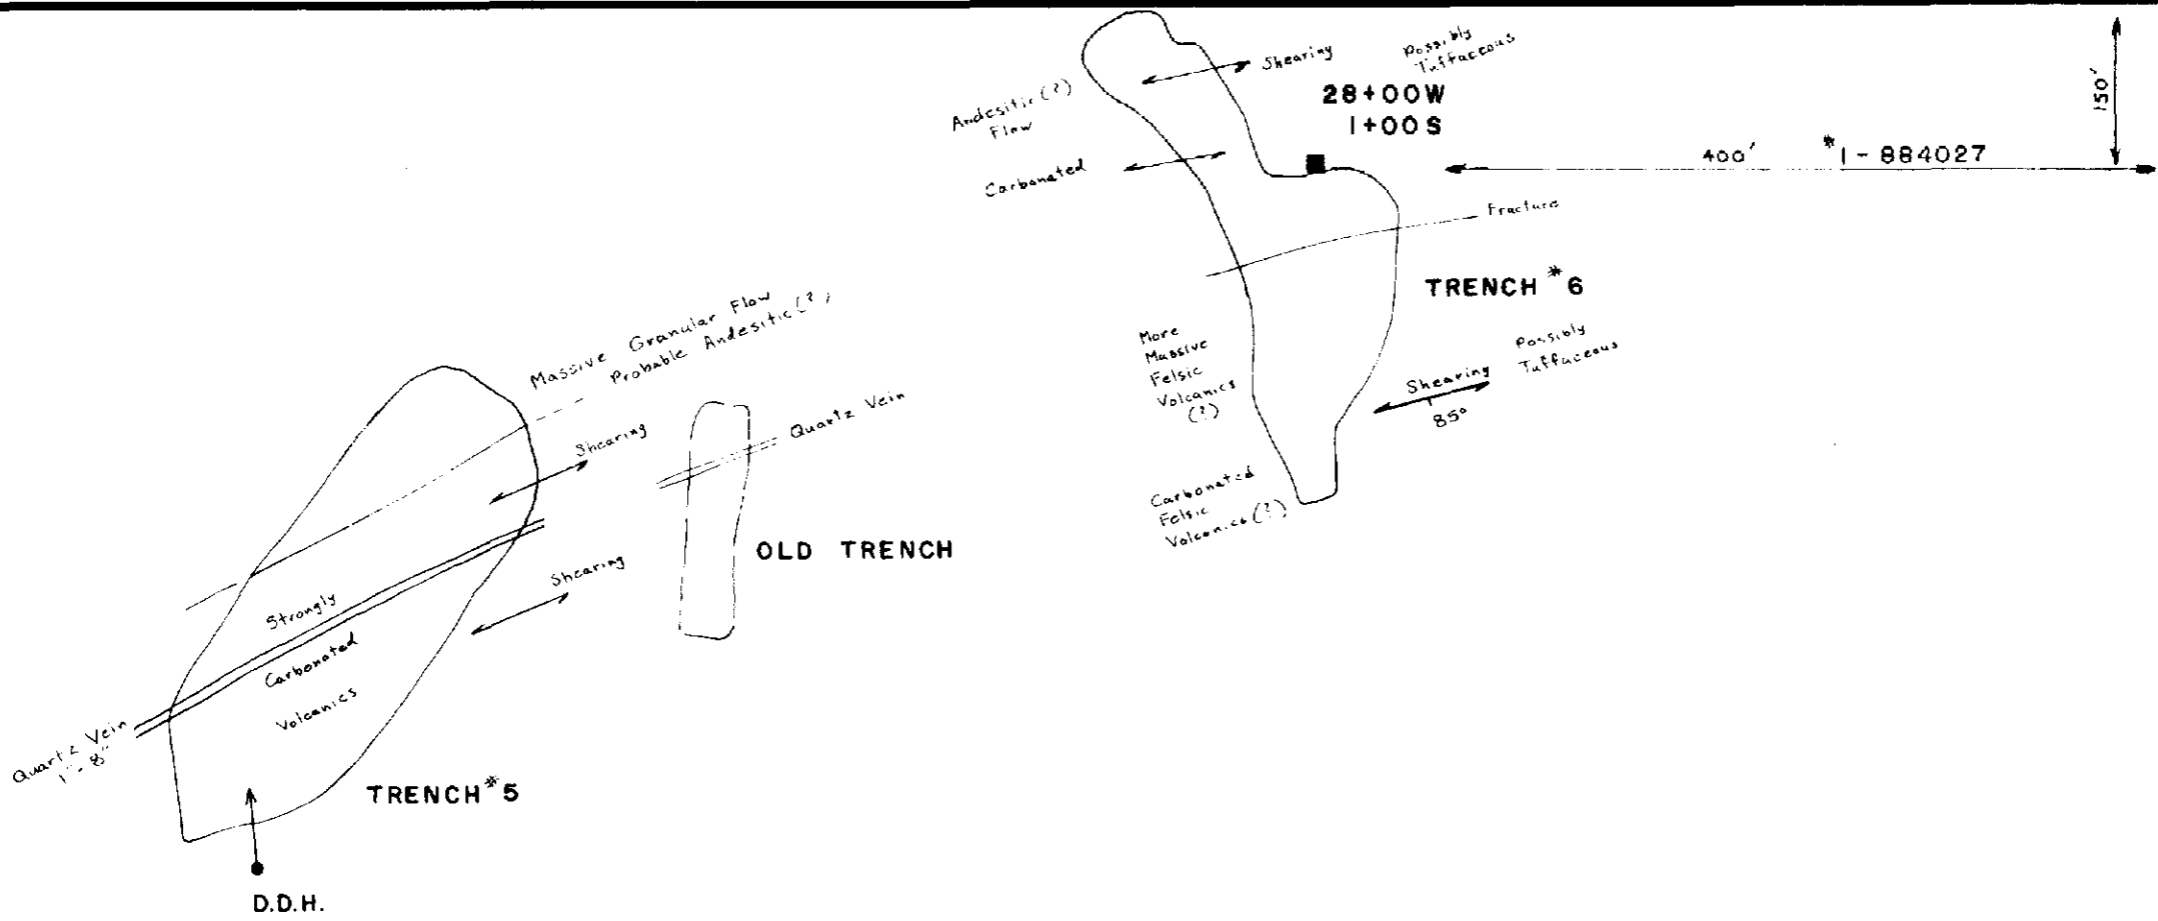 Shearing
Possibly
Tuffaceous
28+00W
1+00S
150'
Andesitic (?)
Flow
Carbonated
400' #1-884027
Fracture
TRENCH #6
More
Massive
Felsic
Volcanics
(?)
Shearing
85°
Possibly
Tuffaceous
Carbonated
Felsic
Volcanics (?)
Massive Granular Flow
Probable Andesitic (?)
Shearing
Quartz Vein
OLD TRENCH
Shearing
Strongly
Carbonated
Volcanics
Quartz Vein
1"-8"
TRENCH #5
D.D.H.